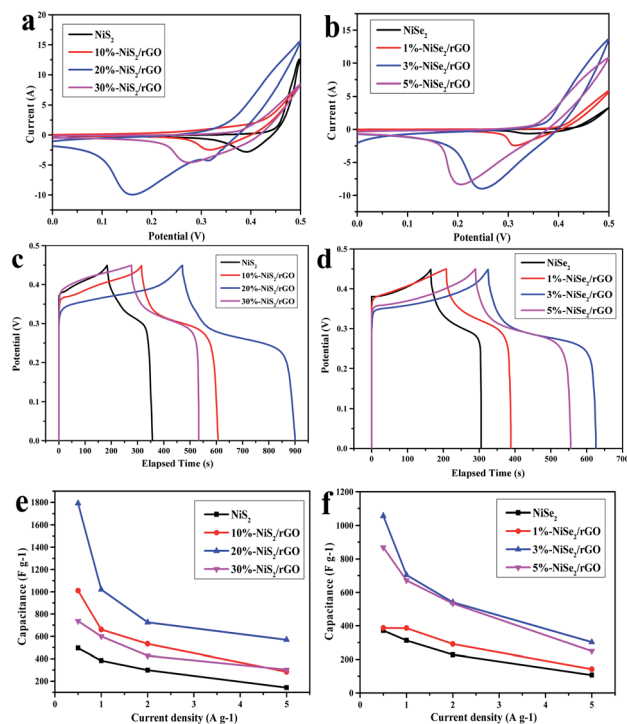 a
NiS2
10%-NiS2/rGO
20%-NiS2/rGO
30%-NiS2/rGO
Current (A)
15
10
5
0
-5
-10
0.0 0.1 0.2 0.3 0.4 0.5
Potential (V)
b
NiSe2
1%-NiSe2/rGO
3%-NiSe2/rGO
5%-NiSe2/rGO
Current (A)
15
10
5
0
-5
-10
0.0 0.1 0.2 0.3 0.4 0.5
Potential (V)
c
NiS2
10%-NiS2/rGO
20%-NiS2/rGO
30%-NiS2/rGO
Potential (V)
0.5
0.4
0.3
0.2
0.1
0.0
0 100 200 300 400 500 600 700 800 900
Elapsed Time (s)
d
NiSe2
1%-NiSe2/rGO
3%-NiSe2/rGO
5%-NiSe2/rGO
Potential (V)
0.5
0.4
0.3
0.2
0.1
0.0
0 100 200 300 400 500 600 700
Elapsed Time (s)
e
NiS2
10%-NiS2/rGO
20%-NiS2/rGO
30%-NiS2/rGO
Capacitance (F g-1)
1800
1600
1400
1200
1000
800
600
400
200
0 1 2 3 4 5
Current density (A g-1)
f
NiSe2
1%-NiSe2/rGO
3%-NiSe2/rGO
5%-NiSe2/rGO
Capacitance (F g-1)
1200
1000
800
600
400
200
0
0 1 2 3 4 5
Current density (A g-1)